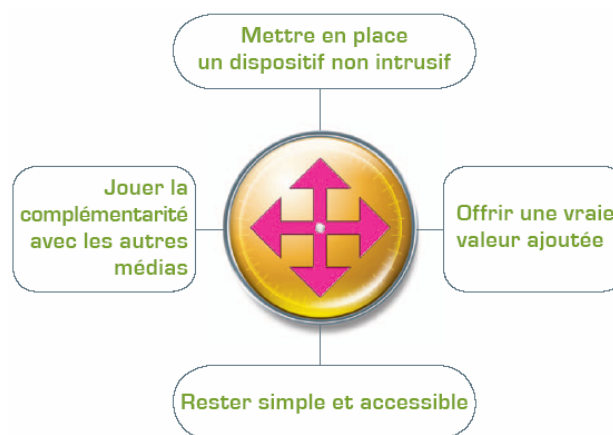 Mettre en place
un dispositif non intrusif
Jouer la
complémentarité
avec les autres
médias
Offrir une vraie
valeur ajoutée
Rester simple et accessible